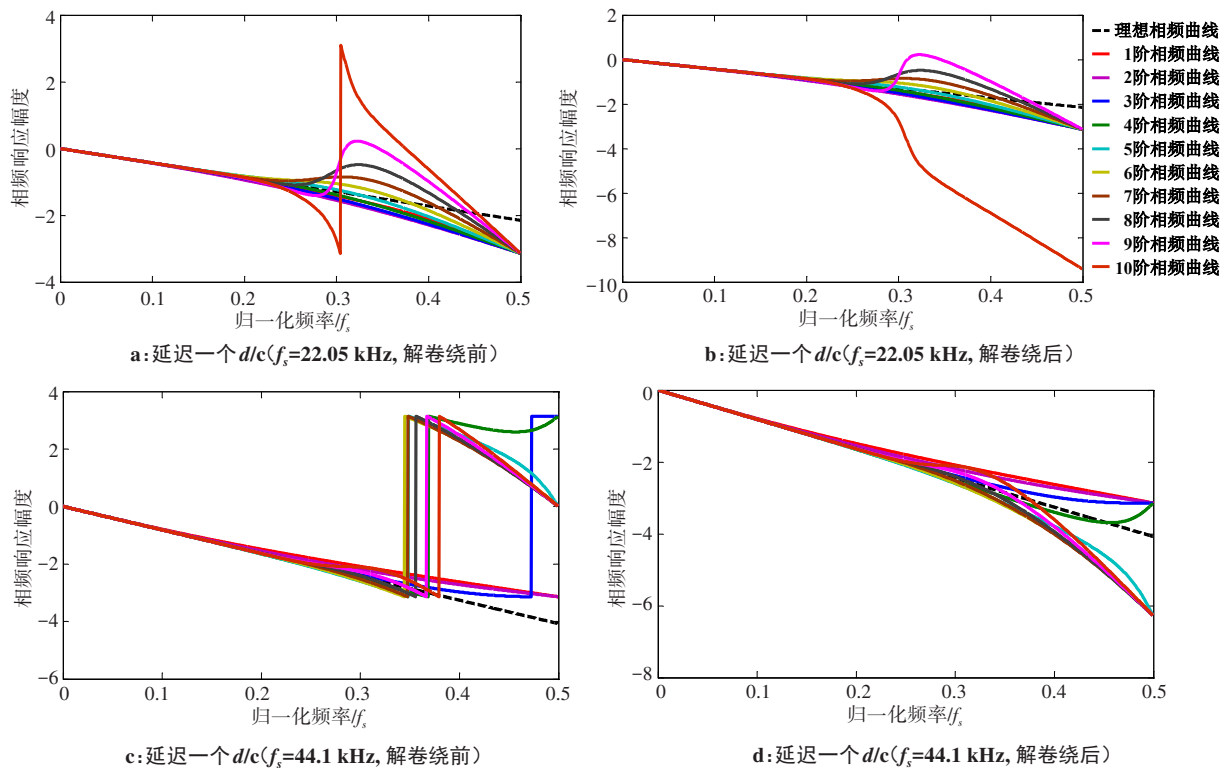 4
2
0
−2
−4
0
0.1
0.2
0.3
0.4
0.5
相频响应幅度
归一化频率/fs
a:延迟一个d/c(fs=22.05 kHz, 解卷绕前)
2
0
−2
−4
−6
−8
−10
0
0.1
0.2
0.3
0.4
0.5
相频响应幅度
归一化频率/fs
b:延迟一个d/c(fs=22.05 kHz, 解卷绕后)
理想相频曲线
1阶相频曲线
2阶相频曲线
3阶相频曲线
4阶相频曲线
5阶相频曲线
6阶相频曲线
7阶相频曲线
8阶相频曲线
9阶相频曲线
10阶相频曲线
4
2
0
−2
−4
−6
0
0.1
0.2
0.3
0.4
0.5
相频响应幅度
归一化频率/fs
c:延迟一个d/c(fs=44.1 kHz, 解卷绕前)
0
−2
−4
−6
−8
0
0.1
0.2
0.3
0.4
0.5
相频响应幅度
归一化频率/fs
d:延迟一个d/c(fs=44.1 kHz, 解卷绕后)